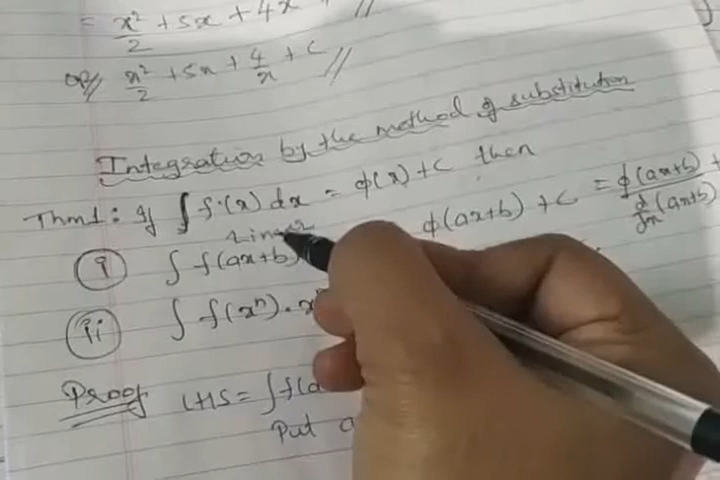 = x²/2 + 5x + 4x
OR// x²/2 + 5x + 4/x + c //
Integration by the method of substitution
Thm1: If ∫ f(x) dx = φ(x) + c then
Linear
(i) ∫ f(ax+b) φ(ax+b) + c = φ(ax+b) / d/dx (ax+b) +
(ii) ∫ f(xⁿ) · x
Proof LHS = ∫ f(a
Put a